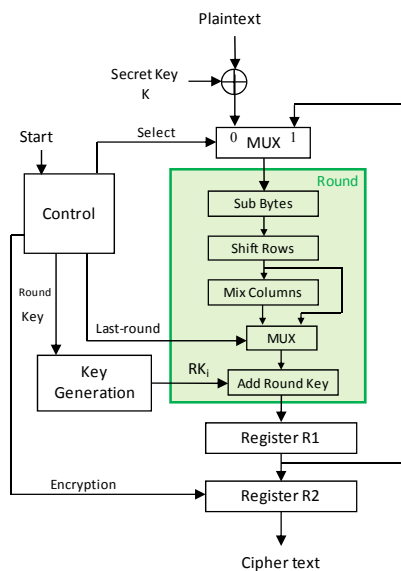 Plaintext
Secret Key
K
Start
Select
0
1
MUX
Round
Control
Sub Bytes
Shift Rows
Round
Key
Mix Columns
Last-round
MUX
Key
Generation
RKi
Add Round Key
Register R1
Encryption
Register R2
Cipher text